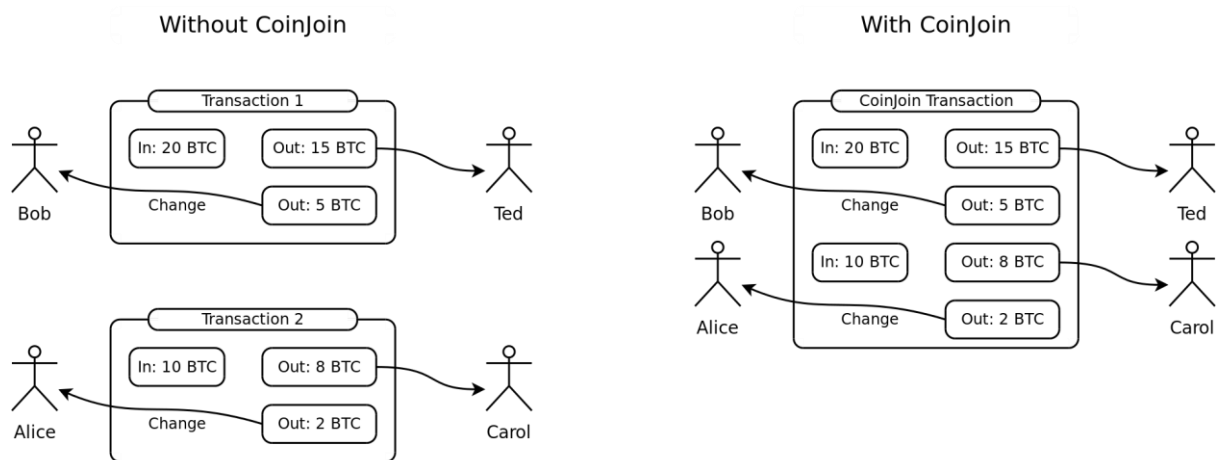 Without CoinJoin
Transaction 1
In: 20 BTC
Out: 15 BTC
Change
Out: 5 BTC
Bob
Ted
Transaction 2
In: 10 BTC
Out: 8 BTC
Change
Out: 2 BTC
Alice
Carol
With CoinJoin
CoinJoin Transaction
In: 20 BTC
Out: 15 BTC
Change
Out: 5 BTC
Bob
Ted
In: 10 BTC
Out: 8 BTC
Change
Out: 2 BTC
Alice
Carol